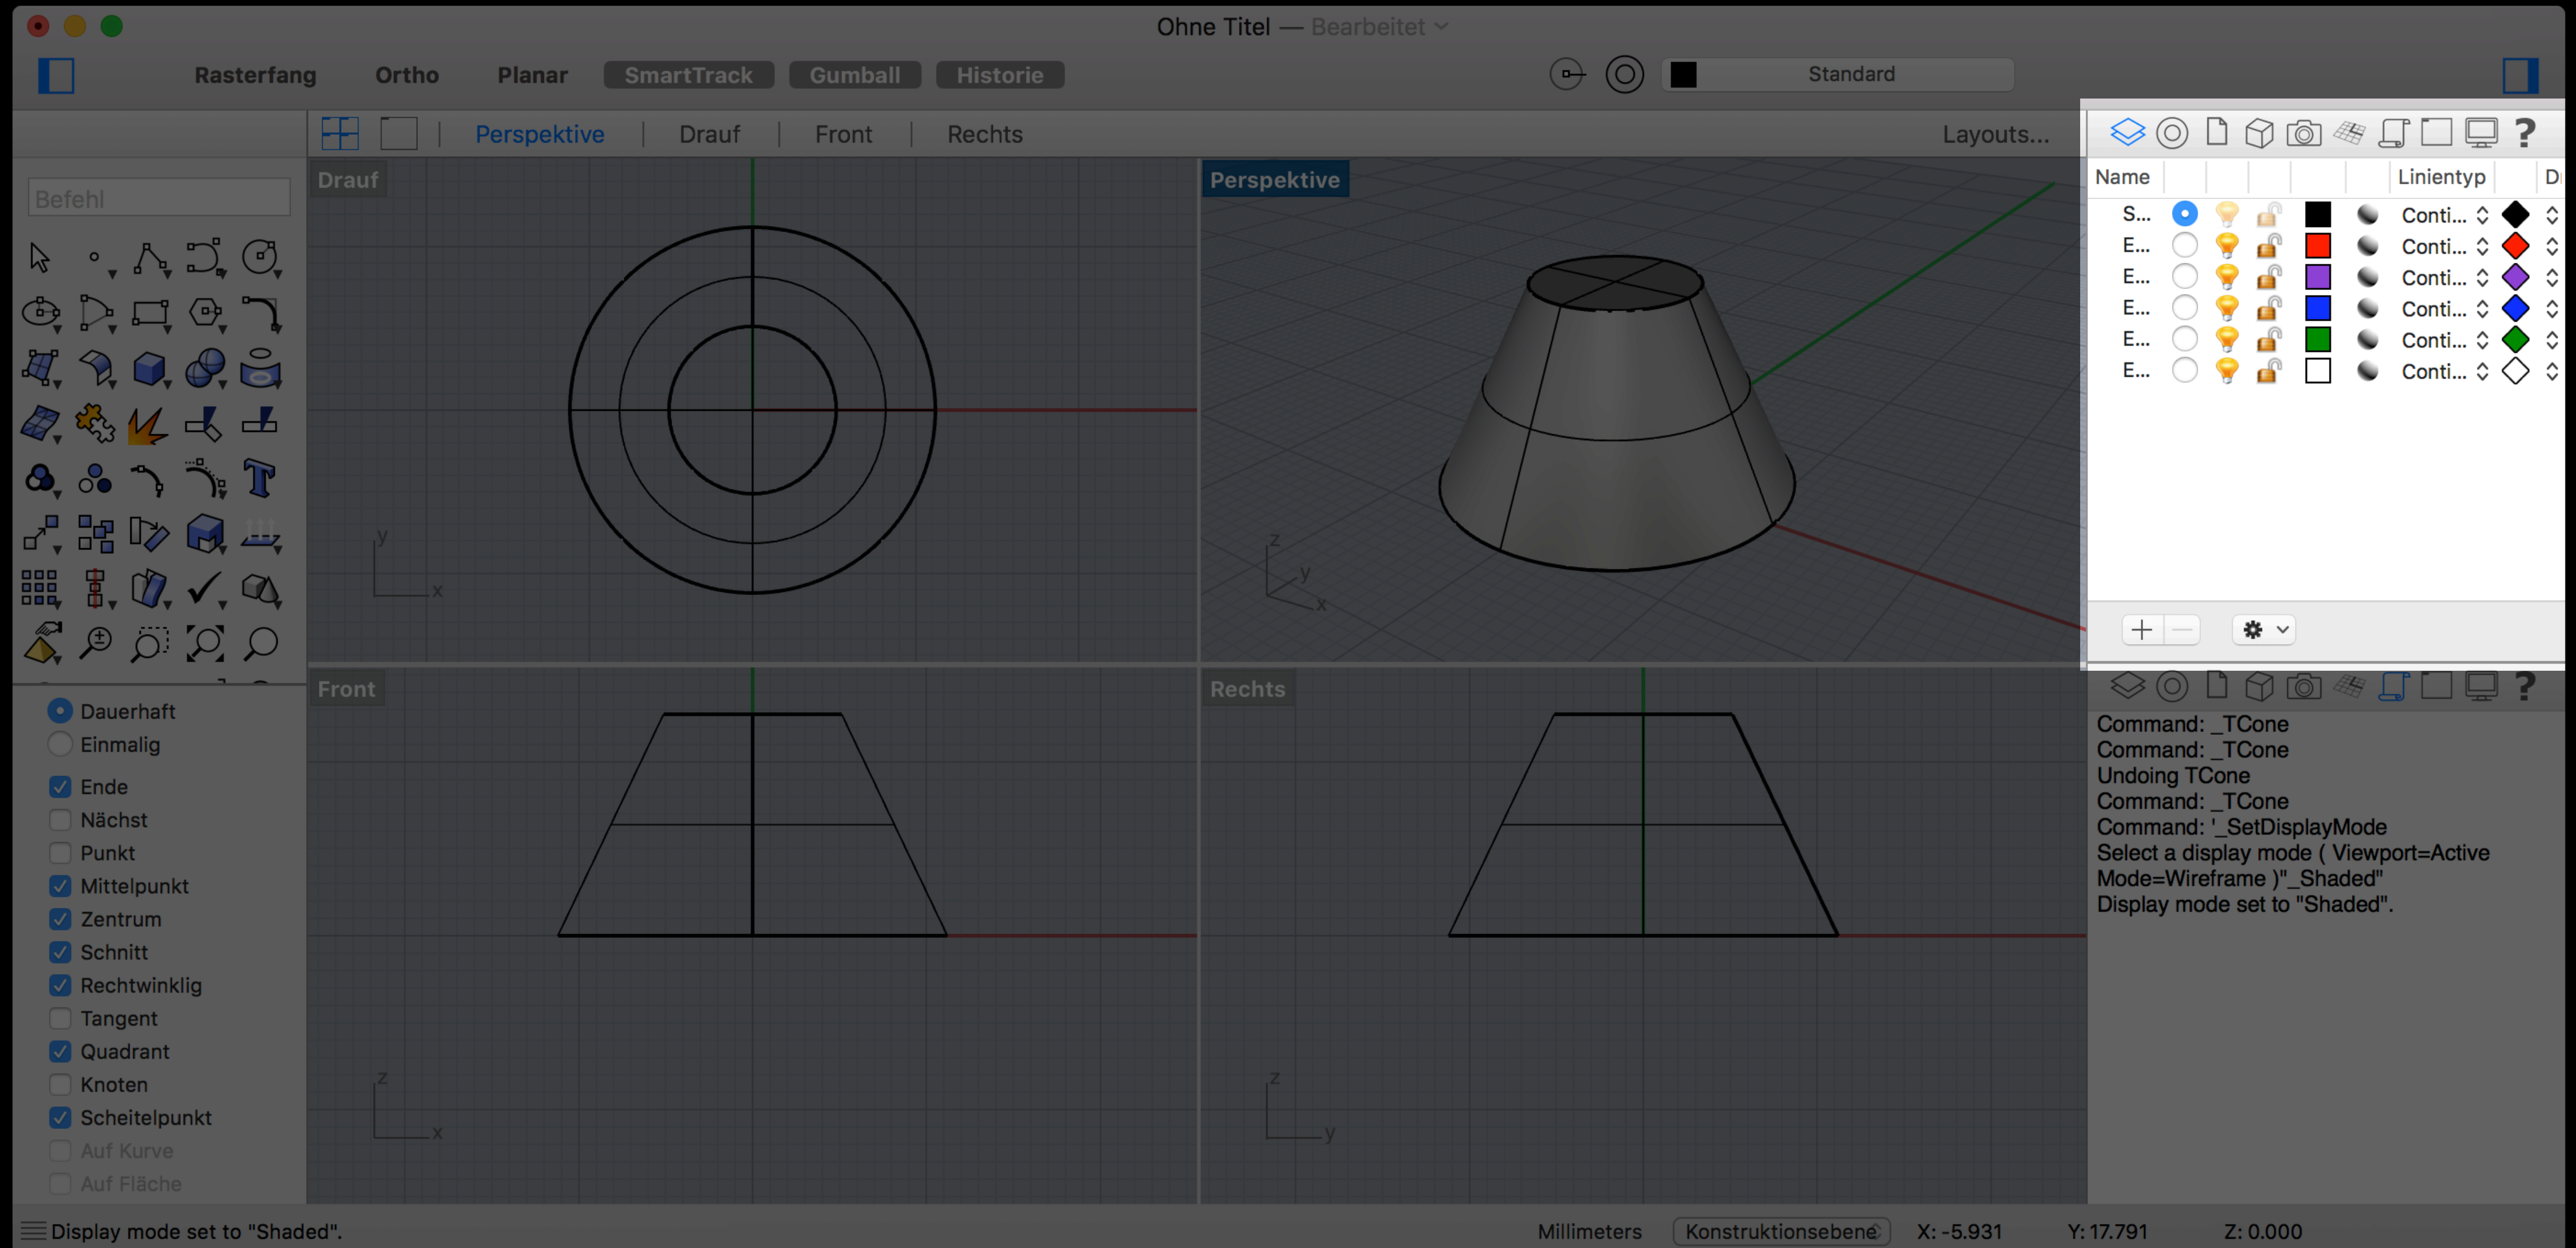 Ohne Titel — Bearbeitet
Rasterfang Ortho Planar SmartTrack Gumball Historie Standard
Perspektive Drauf Front Rechts Layouts...
Befehl
Drauf
y
x
Perspektive
z
y
x
Name Linientyp D
S... Conti...
E... Conti...
E... Conti...
E... Conti...
E... Conti...
E... Conti...
Dauerhaft
Einmalig
Ende
Nächst
Punkt
Mittelpunkt
Zentrum
Schnitt
Rechtwinklig
Tangent
Quadrant
Knoten
Scheitelpunkt
Auf Kurve
Auf Fläche
Front
z
x
Rechts
z
y
Command: _TCone
Command: _TCone
Undoing TCone
Command: _TCone
Command: '_SetDisplayMode
Select a display mode ( Viewport=Active
Mode=Wireframe )"_Shaded"
Display mode set to "Shaded".
Display mode set to "Shaded". Millimeters Konstruktionsebene X: -5.931 Y: 17.791 Z: 0.000